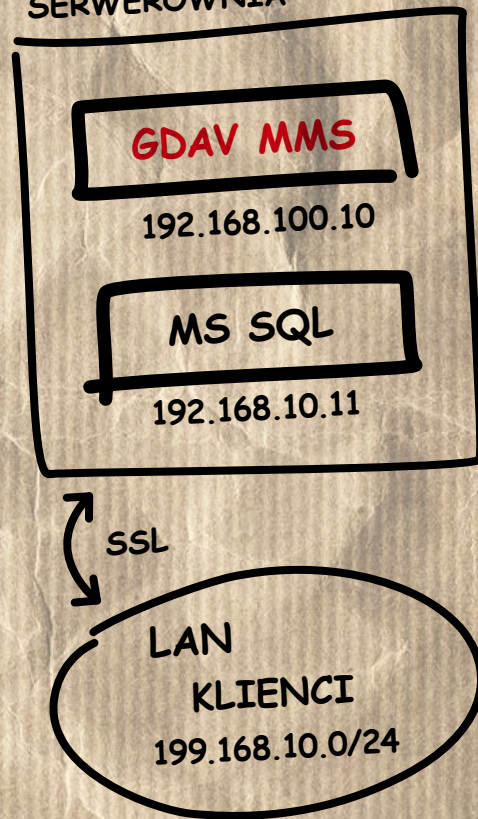 SERWEROWNIA
GDAV MMS
192.168.100.10
MS SQL
192.168.10.11
SSL
LAN
KLIENCI
199.168.10.0/24